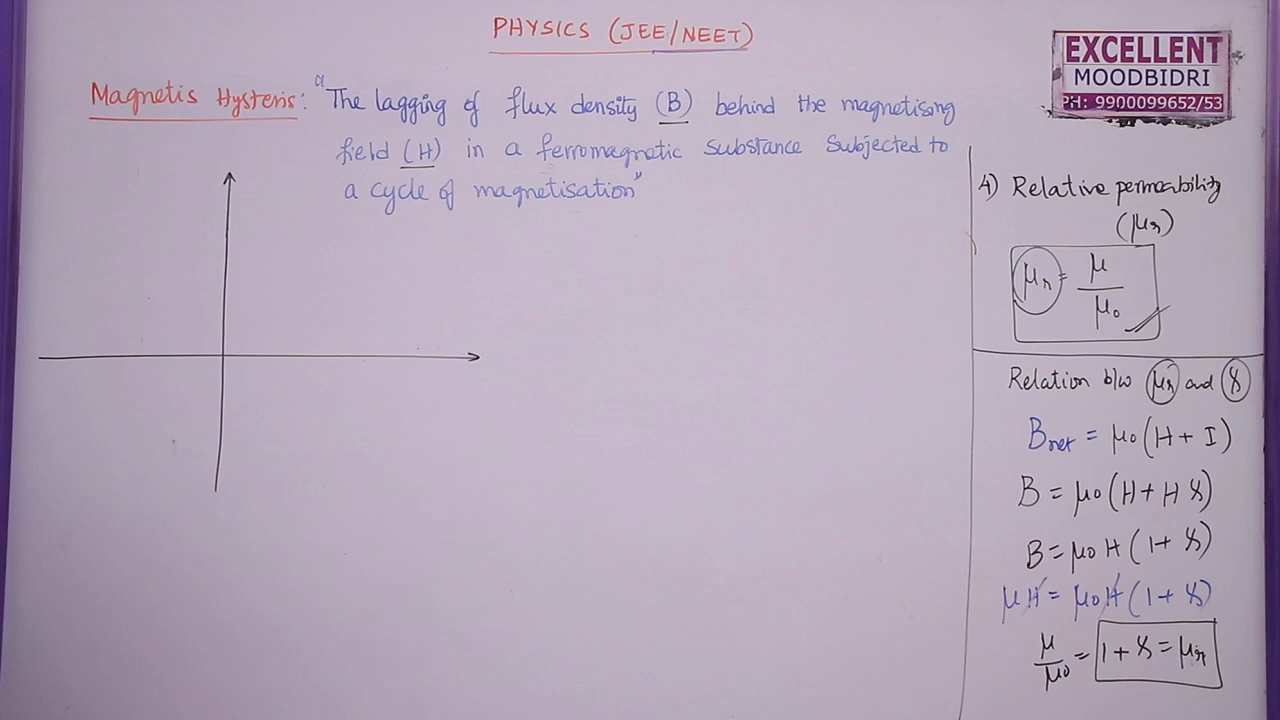 PHYSICS (JEE/NEET)
EXCELLENT
MOODBIDRI
PH: 9900099652/53
Magnetis Hysteris: "The lagging of flux density (B) behind the magnetising
field (H) in a ferromagnetic substance subjected to
a cycle of magnetisation"
4) Relative permeability
(μr)
μr = μ/μ0
Relation b/w μr and χ
Bnet = μ0(H + I)
B = μ0(H + H χ)
B = μ0 H (1 + χ)
μH = μ0H (1 + χ)
μ/μ0 = 1 + χ = μr